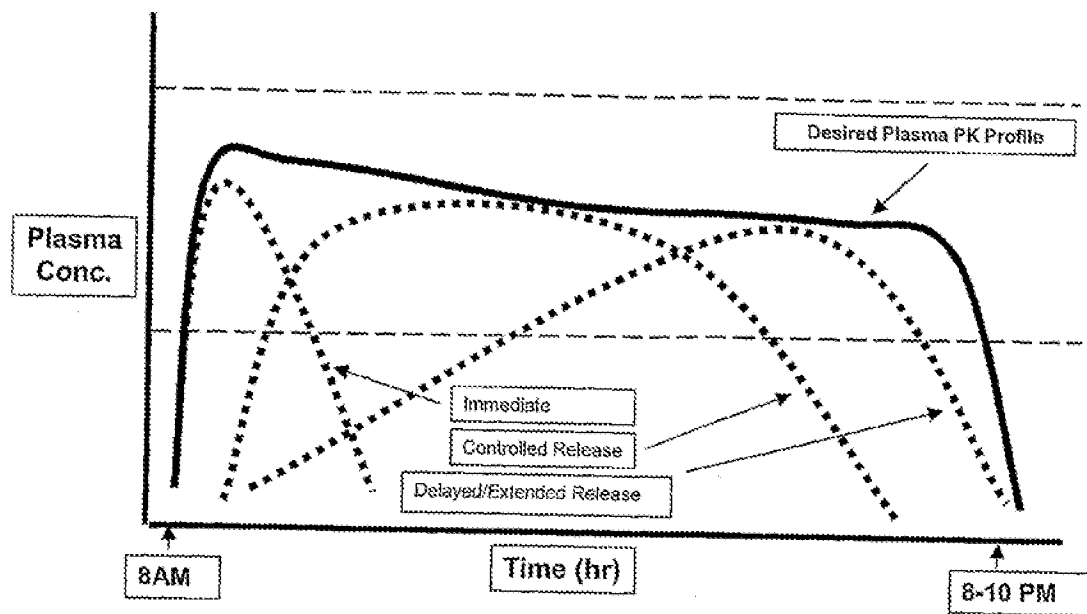 Desired Plasma PK Profile
Plasma
Conc.
Immediate
Controlled Release
Delayed/Extended Release
8AM
Time (hr)
8-10 PM